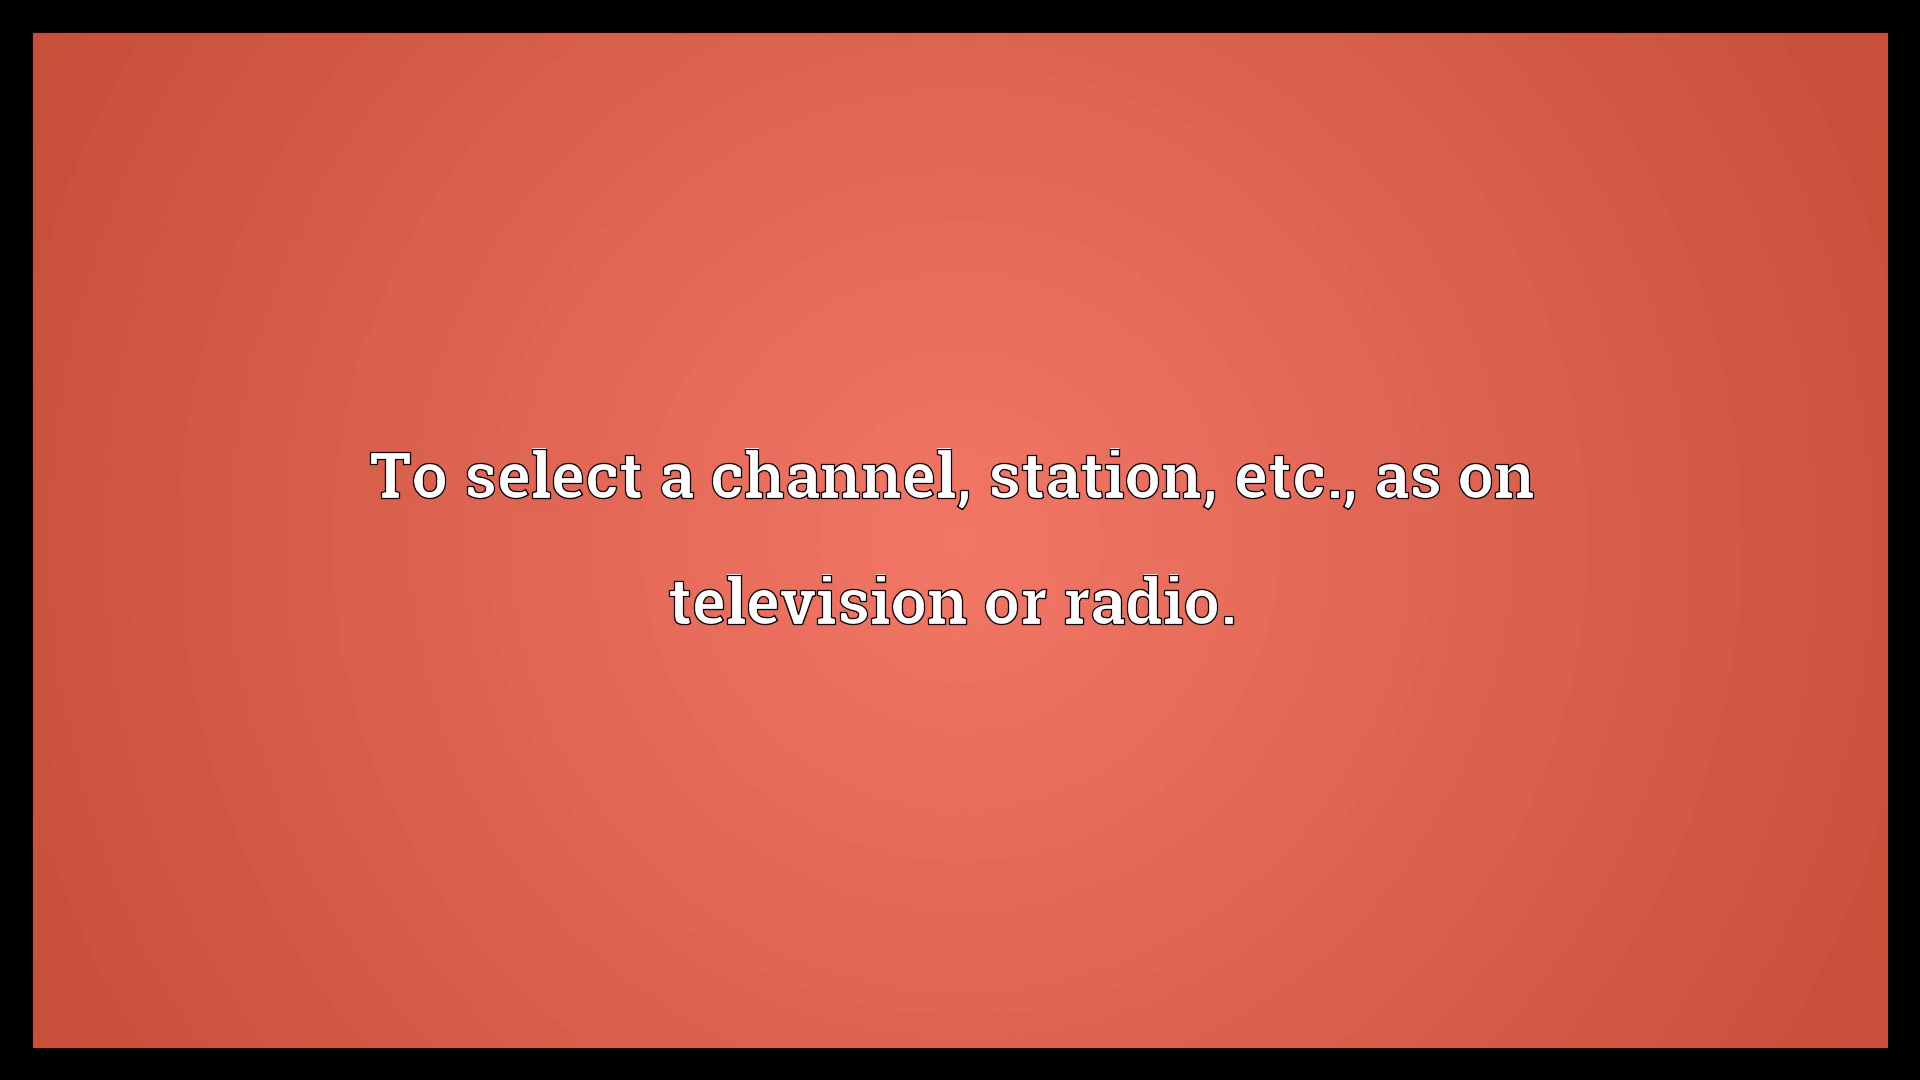 To select a channel, station, etc., as on
television or radio.